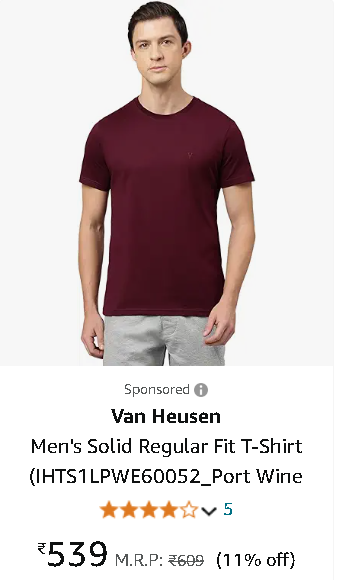 Sponsored
Van Heusen
Men's Solid Regular Fit T-Shirt
(IHTS1LPWE60052_Port Wine
5
₹539 M.R.P: ₹609 (11% off)